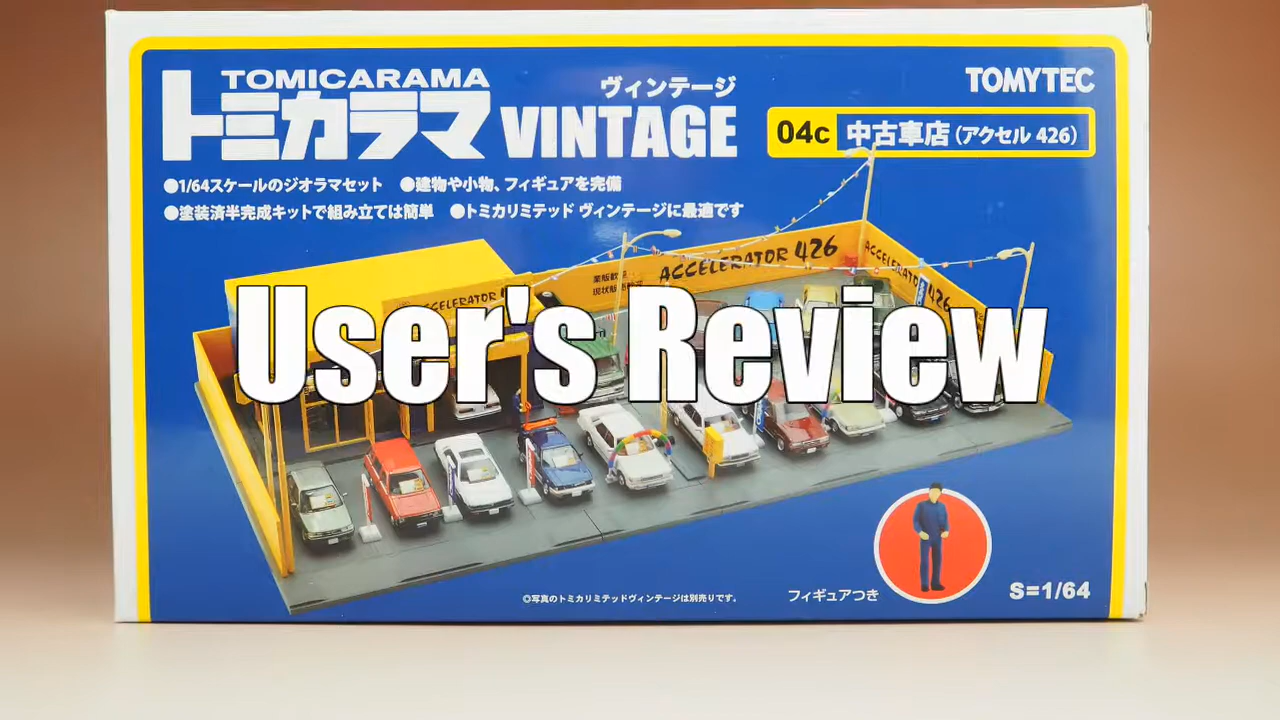 TOMICARAMA
トミカラマ
ヴィンテージ
VINTAGE
TOMYTEC
04c 中古車店(アクセル 426)
●1/64スケールのジオラマセット ●建物や小物、フィギュアを完備
●塗装済半完成キットで組み立ては簡単 ●トミカリミテッド ヴィンテージに最適です
ACCELERATOR 426
ACCELERATOR 426
業販歓迎
User's Review
◎写真のトミカリミテッドヴィンテージは別売りです。
フィギュアつき
S=1/64